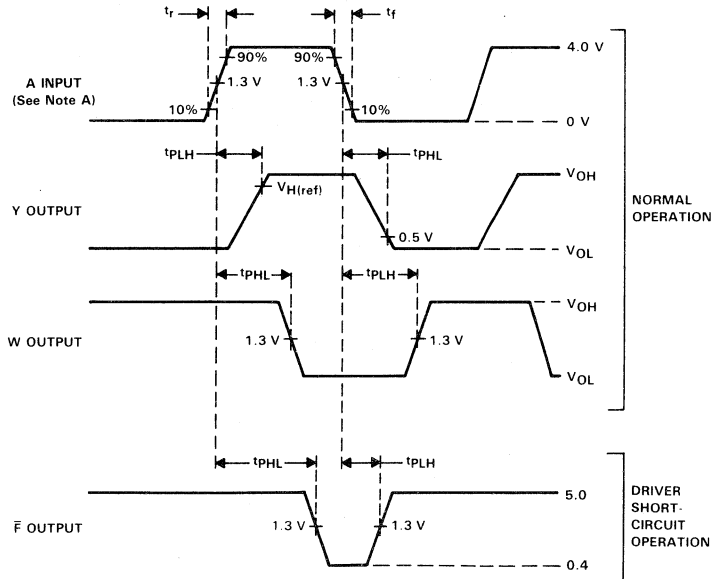 tr
tf
90%
90%
4.0 V
A INPUT
(See Note A)
1.3 V
1.3 V
10%
10%
0 V
tPLH
tPHL
VH(ref)
VOH
Y OUTPUT
NORMAL
OPERATION
0.5 V
VOL
tPHL
tPLH
VOH
W OUTPUT
1.3 V
1.3 V
VOL
tPHL
tPLH
5.0
DRIVER
SHORT-
CIRCUIT
OPERATION
F̅ OUTPUT
1.3 V
1.3 V
0.4